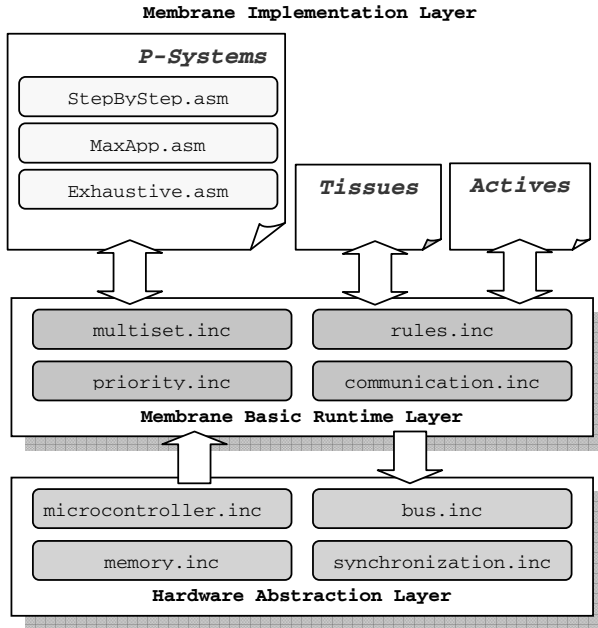 Membrane Implementation Layer
P-Systems
StepByStep.asm
MaxApp.asm
Exhaustive.asm
Tissues
Actives
multiset.inc
rules.inc
priority.inc
communication.inc
Membrane Basic Runtime Layer
microcontroller.inc
bus.inc
memory.inc
synchronization.inc
Hardware Abstraction Layer